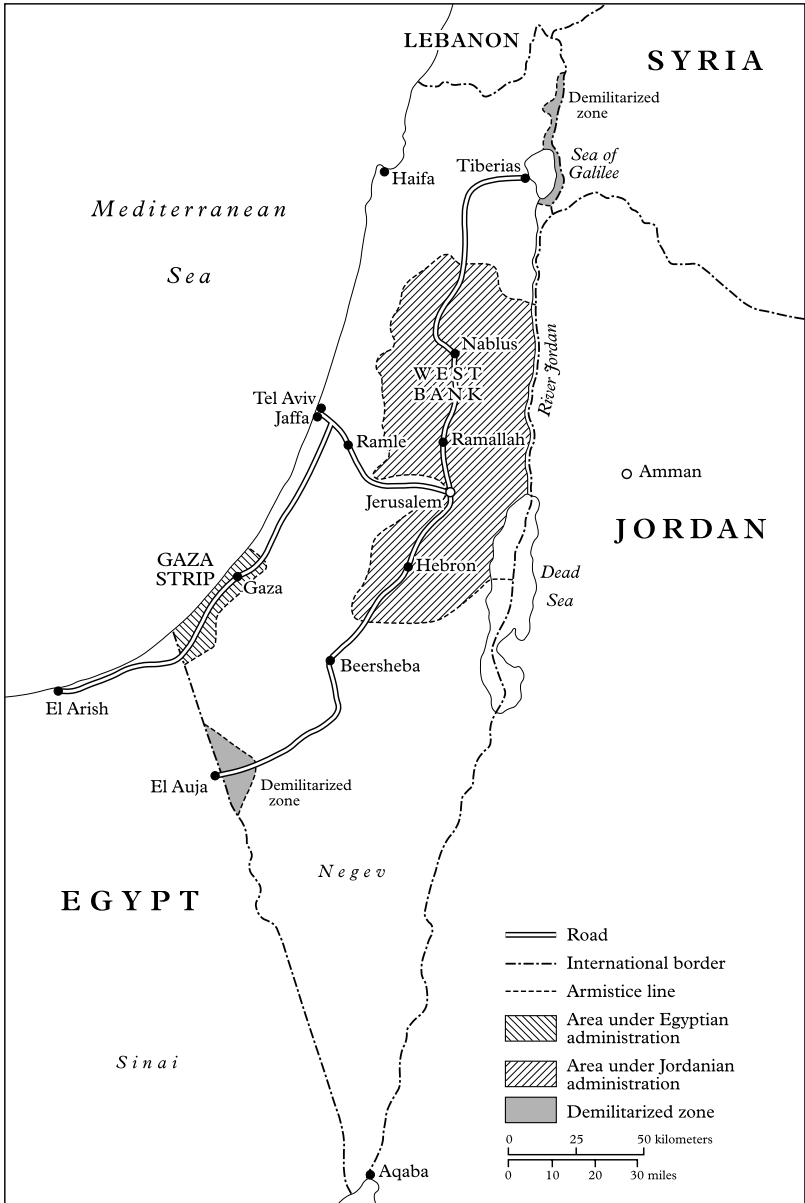 LEBANON
SYRIA
Demilitarized
zone
Sea of
Galilee
Tiberias
Haifa
Mediterranean
Sea
Nablus
WEST
BANK
River Jordan
Tel Aviv
Jaffa
Ramle
Ramallah
Amman
Jerusalem
JORDAN
GAZA
STRIP
Gaza
Hebron
Dead
Sea
Beersheba
El Arish
El Auja
Demilitarized
zone
Negev
EGYPT
Sinai
Aqaba
Road
International border
Armistice line
Area under Egyptian
administration
Area under Jordanian
administration
Demilitarized zone
0 25 50 kilometers
0 10 20 30 miles